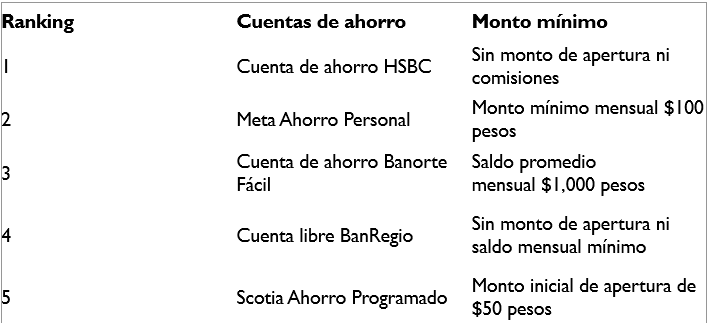 Ranking Cuentas de ahorro Monto mínimo
1 Cuenta de ahorro HSBC Sin monto de apertura ni
comisiones
2 Meta Ahorro Personal Monto mínimo mensual $100
pesos
3 Cuenta de ahorro Banorte
Fácil Saldo promedio
mensual $1,000 pesos
4 Cuenta libre BanRegio Sin monto de apertura ni
saldo mensual mínimo
5 Scotia Ahorro Programado Monto inicial de apertura de
$50 pesos